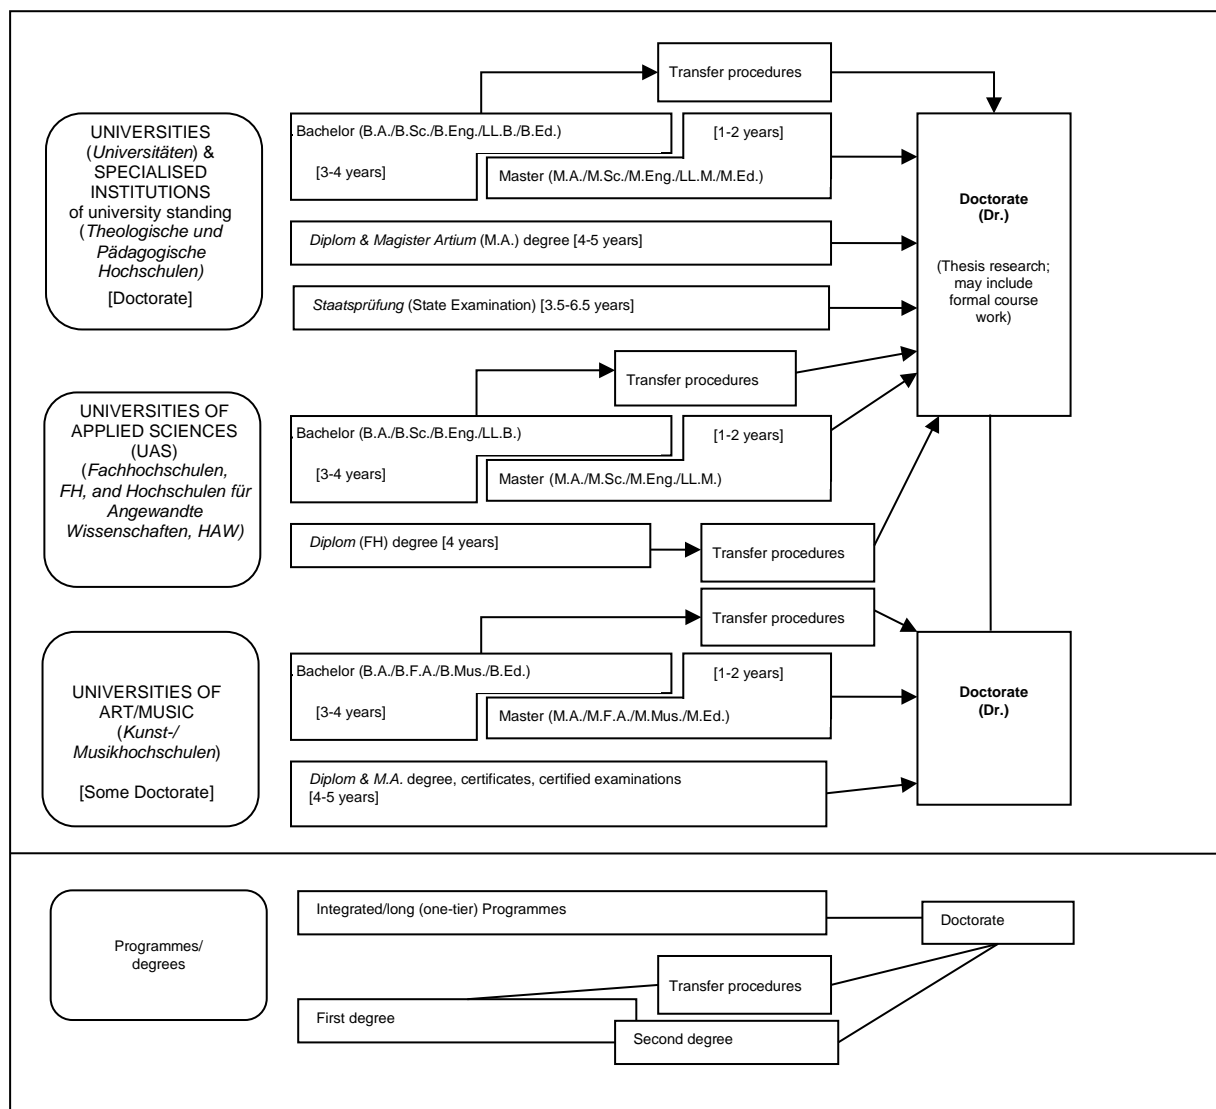 Transfer procedures
UNIVERSITIES
(Universitäten) &
SPECIALISED
INSTITUTIONS
of university standing
(Theologische und
Pädagogische
Hochschulen)
[Doctorate]
. Bachelor (B.A./B.Sc./B.Eng./LL.B./B.Ed.)
[3-4 years]
[1-2 years]
Master (M.A./M.Sc./M.Eng./LL.M./M.Ed.)
Diplom & Magister Artium (M.A.) degree [4-5 years]
Staatsprüfung (State Examination) [3.5-6.5 years]
Doctorate
(Dr.)
(Thesis research;
may include
formal course
work)
Transfer procedures
UNIVERSITIES OF
APPLIED SCIENCES
(UAS)
(Fachhochschulen,
FH, and Hochschulen für
Angewandte
Wissenschaften, HAW)
. Bachelor (B.A./B.Sc./B.Eng./LL.B.)
[3-4 years]
[1-2 years]
Master (M.A./M.Sc./M.Eng./LL.M.)
Diplom (FH) degree [4 years]
Transfer procedures
Transfer procedures
UNIVERSITIES OF
ART/MUSIC
(Kunst-/
Musikhochschulen)
[Some Doctorate]
. Bachelor (B.A./B.F.A./B.Mus./B.Ed.)
[3-4 years]
[1-2 years]
Master (M.A./M.F.A./M.Mus./M.Ed.)
Diplom & M.A. degree, certificates, certified examinations
[4-5 years]
Doctorate
(Dr.)
Programmes/
degrees
Integrated/long (one-tier) Programmes
Doctorate
Transfer procedures
First degree
Second degree